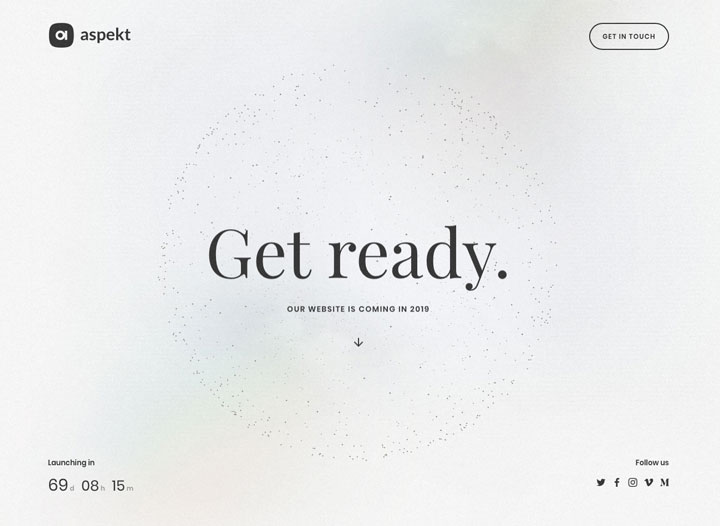 aspekt
GET IN TOUCH
Get ready.
OUR WEBSITE IS COMING IN 2019
Launching in
69 d 08 h 15 m
Follow us